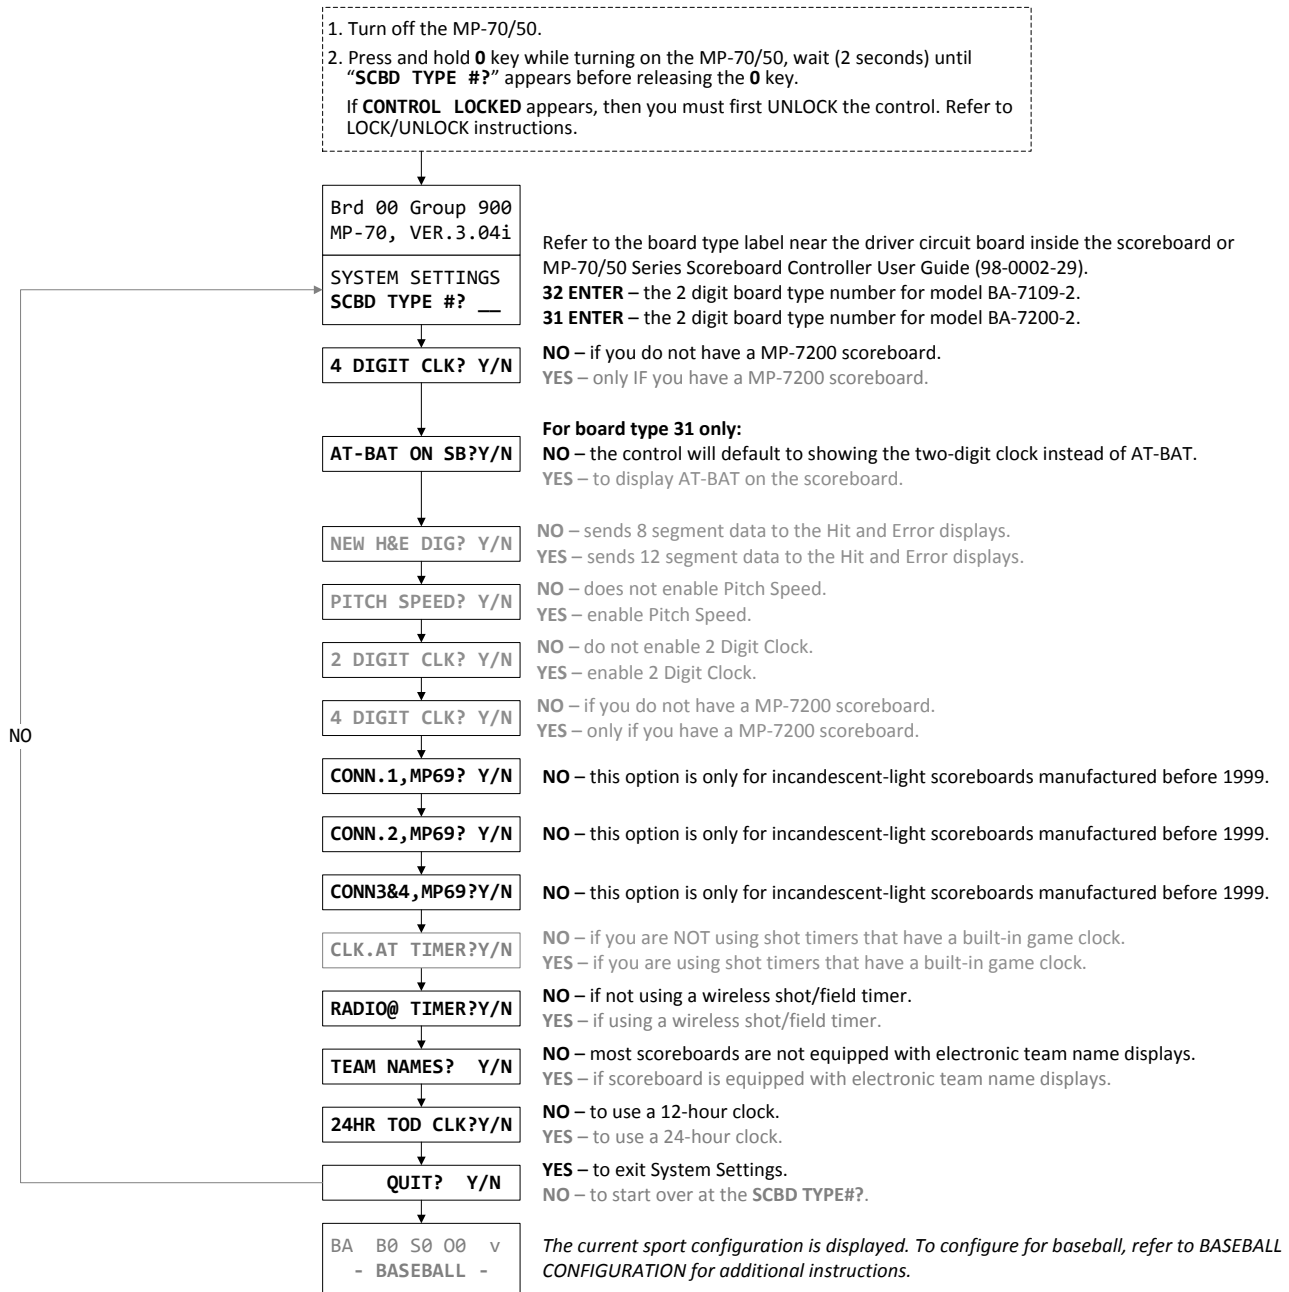 1. Turn off the MP-70/50.
2. Press and hold 0 key while turning on the MP-70/50, wait (2 seconds) until
“SCBD TYPE #?” appears before releasing the 0 key.
If CONTROL LOCKED appears, then you must first UNLOCK the control. Refer to
LOCK/UNLOCK instructions.
Brd 00 Group 900
MP-70, VER.3.04i
SYSTEM SETTINGS
SCBD TYPE #? __
Refer to the board type label near the driver circuit board inside the scoreboard or
MP-70/50 Series Scoreboard Controller User Guide (98-0002-29).
32 ENTER – the 2 digit board type number for model BA-7109-2.
31 ENTER – the 2 digit board type number for model BA-7200-2.
4 DIGIT CLK? Y/N
NO – if you do not have a MP-7200 scoreboard.
YES – only IF you have a MP-7200 scoreboard.
AT-BAT ON SB?Y/N
For board type 31 only:
NO – the control will default to showing the two-digit clock instead of AT-BAT.
YES – to display AT-BAT on the scoreboard.
NEW H&E DIG? Y/N
NO – sends 8 segment data to the Hit and Error displays.
YES – sends 12 segment data to the Hit and Error displays.
PITCH SPEED? Y/N
NO – does not enable Pitch Speed.
YES – enable Pitch Speed.
2 DIGIT CLK? Y/N
NO – do not enable 2 Digit Clock.
YES – enable 2 Digit Clock.
4 DIGIT CLK? Y/N
NO – if you do not have a MP-7200 scoreboard.
YES – only if you have a MP-7200 scoreboard.
NO
CONN.1,MP69? Y/N
NO – this option is only for incandescent-light scoreboards manufactured before 1999.
CONN.2,MP69? Y/N
NO – this option is only for incandescent-light scoreboards manufactured before 1999.
CONN3&4,MP69?Y/N
NO – this option is only for incandescent-light scoreboards manufactured before 1999.
CLK.AT TIMER?Y/N
NO – if you are NOT using shot timers that have a built-in game clock.
YES – if you are using shot timers that have a built-in game clock.
RADIO@ TIMER?Y/N
NO – if not using a wireless shot/field timer.
YES – if using a wireless shot/field timer.
TEAM NAMES? Y/N
NO – most scoreboards are not equipped with electronic team name displays.
YES – if scoreboard is equipped with electronic team name displays.
24HR TOD CLK?Y/N
NO – to use a 12-hour clock.
YES – to use a 24-hour clock.
QUIT? Y/N
YES – to exit System Settings.
NO – to start over at the SCBD TYPE#?.
BA B0 S0 O0 v
- BASEBALL -
The current sport configuration is displayed. To configure for baseball, refer to BASEBALL
CONFIGURATION for additional instructions.